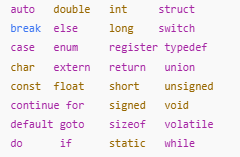 auto double int struct
break else long switch
case enum register typedef
char extern return union
const float short unsigned
continue for signed void
default goto sizeof volatile
do if static while